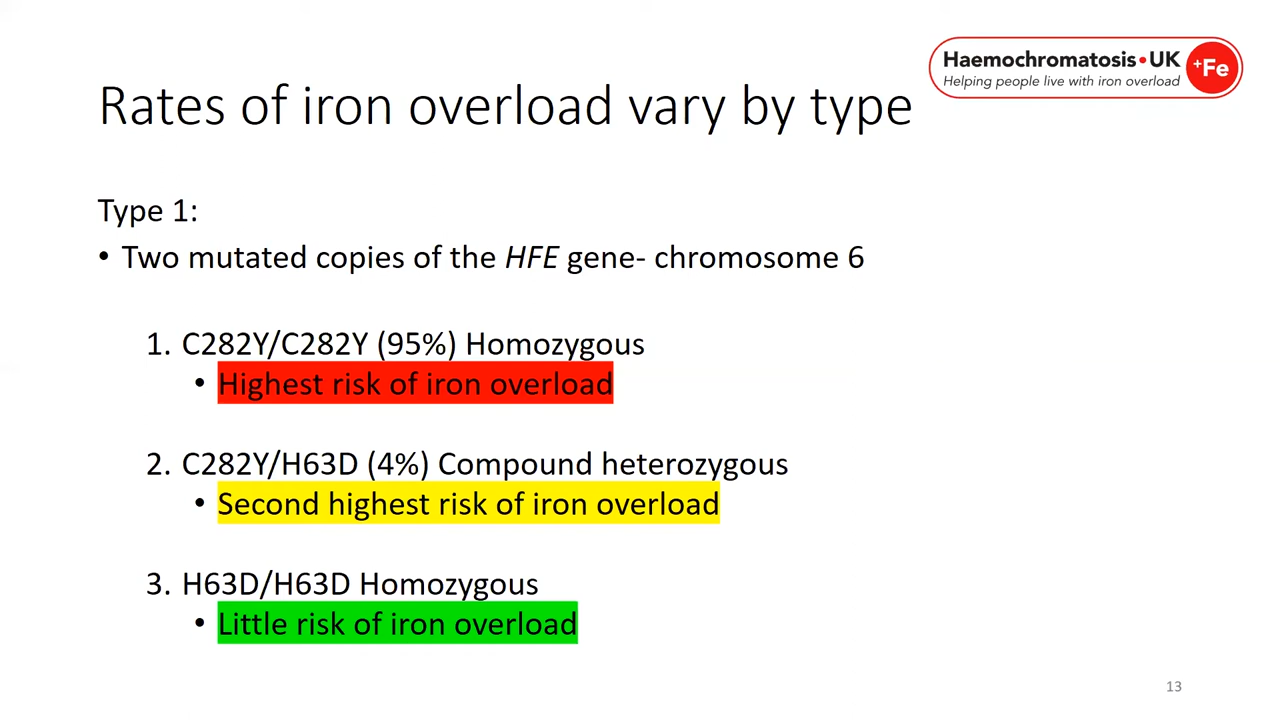 Haemochromatosis•UK
Helping people live with iron overload
+Fe
Rates of iron overload vary by type
Type 1:
• Two mutated copies of the HFE gene- chromosome 6
1. C282Y/C282Y (95%) Homozygous
• Highest risk of iron overload
2. C282Y/H63D (4%) Compound heterozygous
• Second highest risk of iron overload
3. H63D/H63D Homozygous
• Little risk of iron overload
13